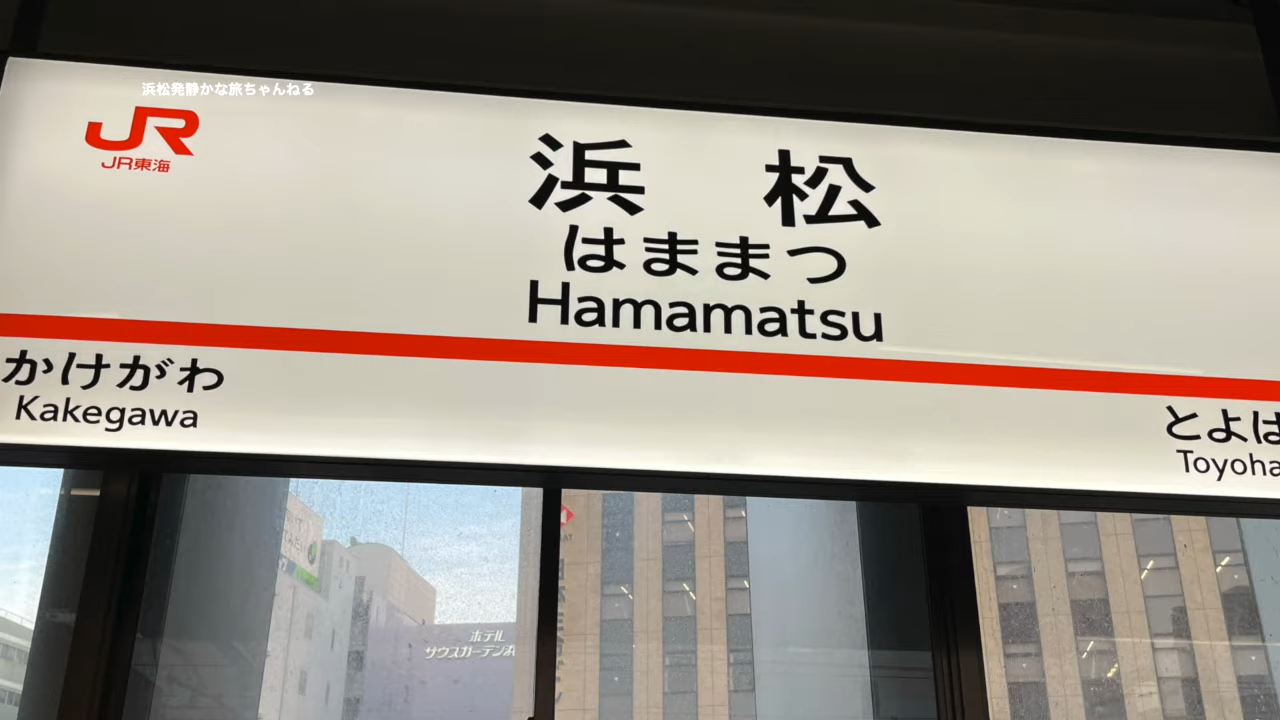 浜松発静かな旅ちゃんねる
JR
JR東海
浜 松
はままつ
Hamamatsu
かけがわ
Kakegawa
とよは
Toyoha
ホテル
サウスガーデン浜